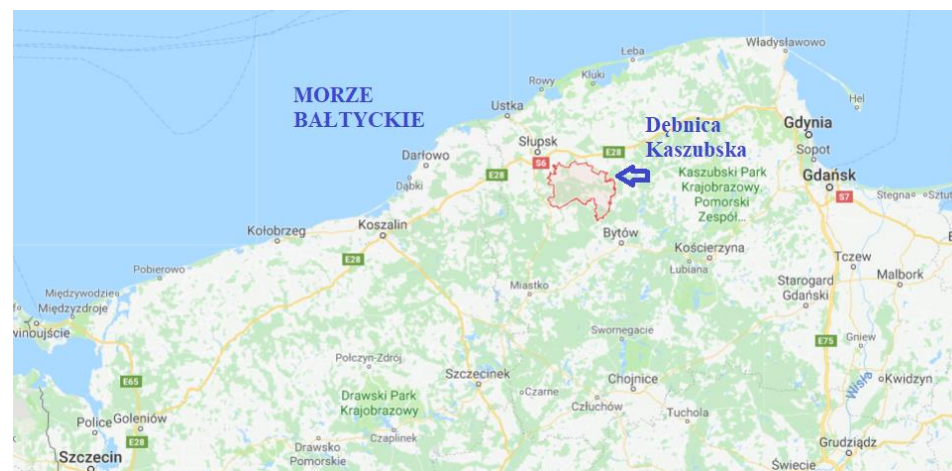 Władysławowo
Łeba
Rowy
Kluki
MORZE
BAŁTYCKIE
Hel
Ustka
Dębnica
Kaszubska
Gdynia
Słupsk
Darłowo
S6
E28
Sopot
Kaszubski Park
Krajobrazowy.
Pomorski
Zespół...
Gdańsk
E28
Dąbki
S7
Stegna
Sztut
Kołobrzeg
Koszalin
Bytów
Kościerzyna
E28
Tczew
Pobierowo
Lubiana
Malbork
Starogard
Gdański
Miastko
Międzywodzie
Międzyzdroje
winoujście
Swornegacie
E75
Gniew
Połczyn-Zdrój
Szczecinek
Chojnice
Wisła
Kwidzyn
E65
Drawski Park
Krajobrazowy
Czarne
Człuchów
Tuchola
Police
Goleniów
Czaplinek
E28
Drawsko
Pomorskie
Grudziądz
Szczecin
Świecie